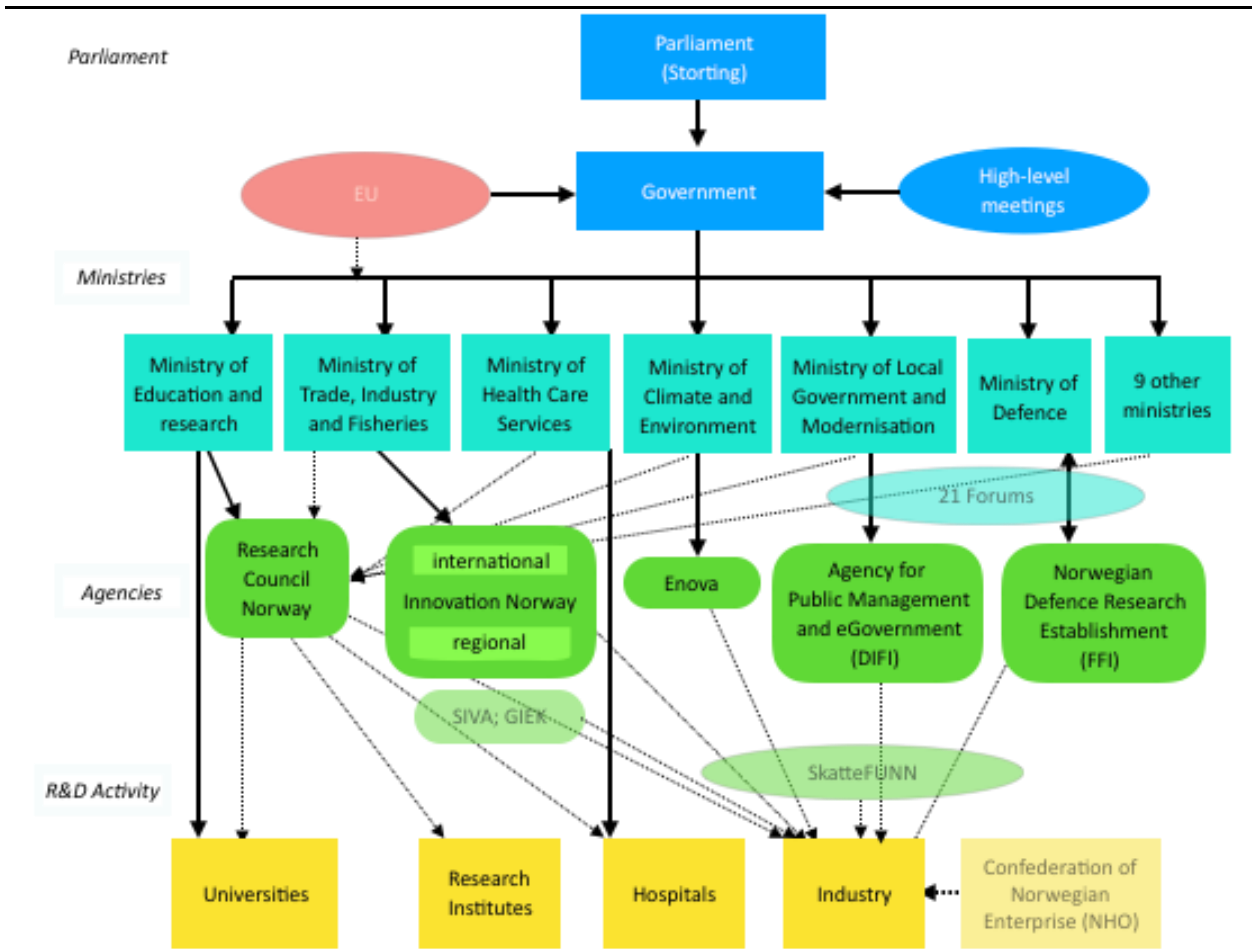 Parliament
Parliament
(Storting)
EU
Government
High-level
meetings
Ministries
Ministry of
Education and
research
Ministry of
Trade, Industry
and Fisheries
Ministry of
Health Care
Services
Ministry of
Climate and
Environment
Ministry of Local
Government and
Modernisation
Ministry of
Defence
9 other
ministries
21 Forums
Agencies
Research
Council
Norway
international
Innovation Norway
regional
Enova
Agency for
Public Management
and eGovernment
(DIFI)
Norwegian
Defence Research
Establishment
(FFI)
SIVA; GIEK
SkatteFUNN
R&D Activity
Universities
Research
Institutes
Hospitals
Industry
Confederation of
Norwegian
Enterprise (NHO)